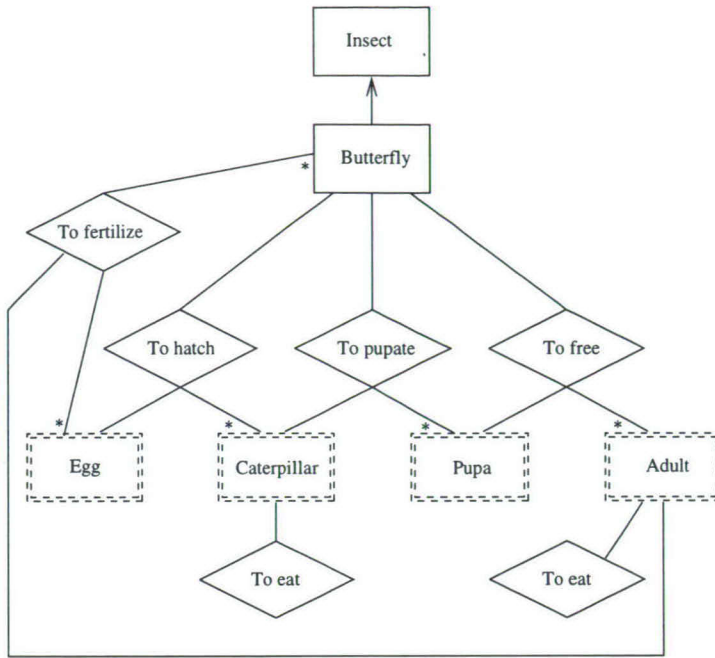 Insect
Butterfly
*
To fertilize
To hatch
To pupate
To free
*
*
*
*
Egg
Caterpillar
Pupa
Adult
To eat
To eat